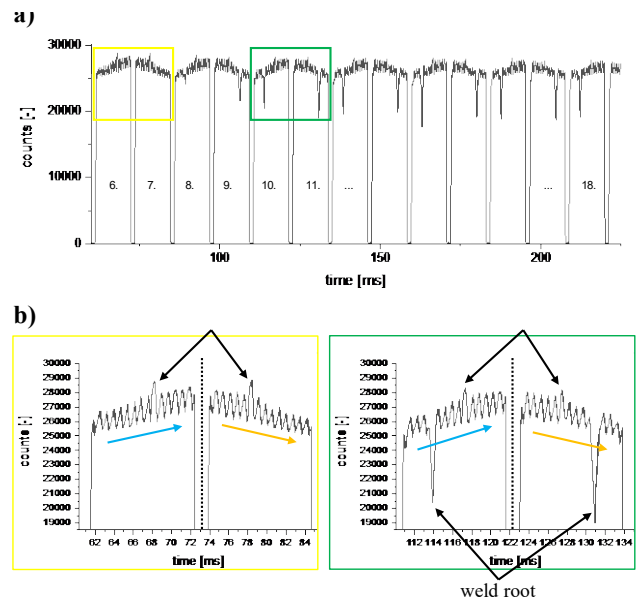 a)
30000
20000
10000
0
counts [-]
6. 7. 8. 9. 10. 11. ... ... 18.
100 150 200
time [ms]
b)
30000
29000
28000
27000
26000
25000
24000
23000
22000
21000
20000
19000
counts [-]
62 64 66 68 70 72 74 76 78 80 82 84
time [ms]
30000
29000
28000
27000
26000
25000
24000
23000
22000
21000
20000
19000
counts [-]
112 114 116 118 120 122 124 126 128 130 132 134
time [ms]
weld root